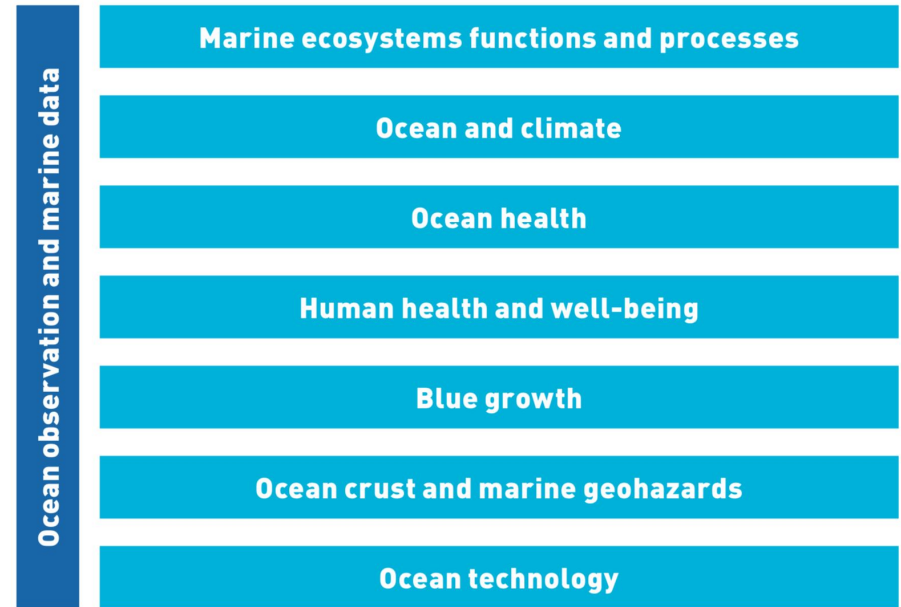 Ocean observation and marine data
Marine ecosystems functions and processes
Ocean and climate
Ocean health
Human health and well-being
Blue growth
Ocean crust and marine geohazards
Ocean technology